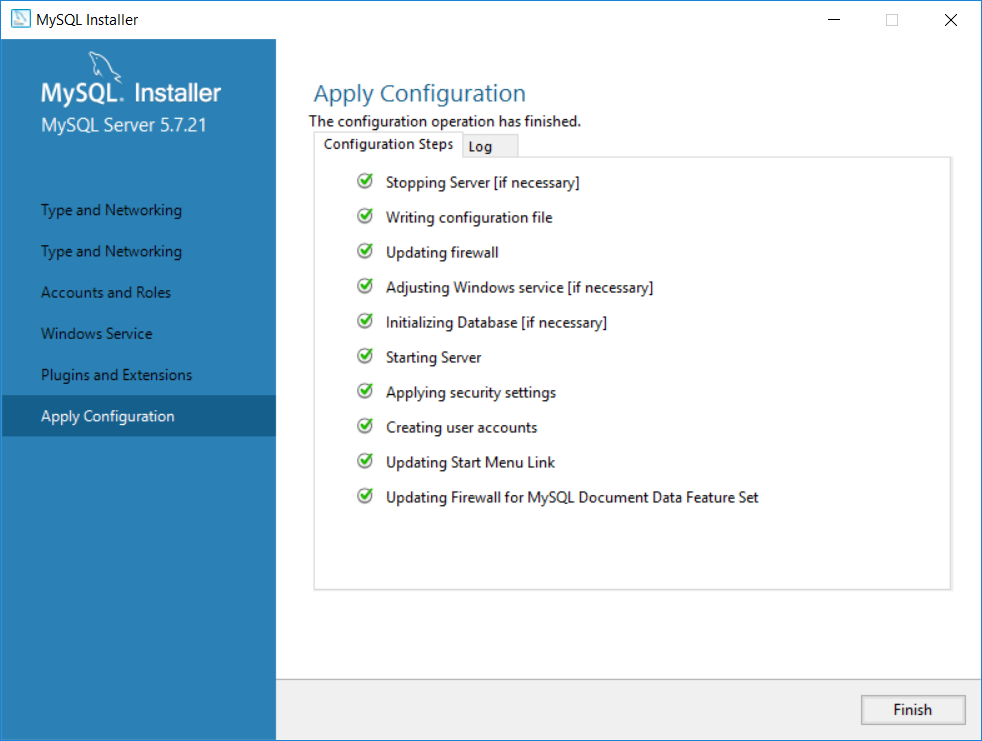 MySQL Installer
MySQL. Installer
MySQL Server 5.7.21
Type and Networking
Type and Networking
Accounts and Roles
Windows Service
Plugins and Extensions
Apply Configuration
Apply Configuration
The configuration operation has finished.
Configuration Steps Log
Stopping Server [if necessary]
Writing configuration file
Updating firewall
Adjusting Windows service [if necessary]
Initializing Database [if necessary]
Starting Server
Applying security settings
Creating user accounts
Updating Start Menu Link
Updating Firewall for MySQL Document Data Feature Set
Finish